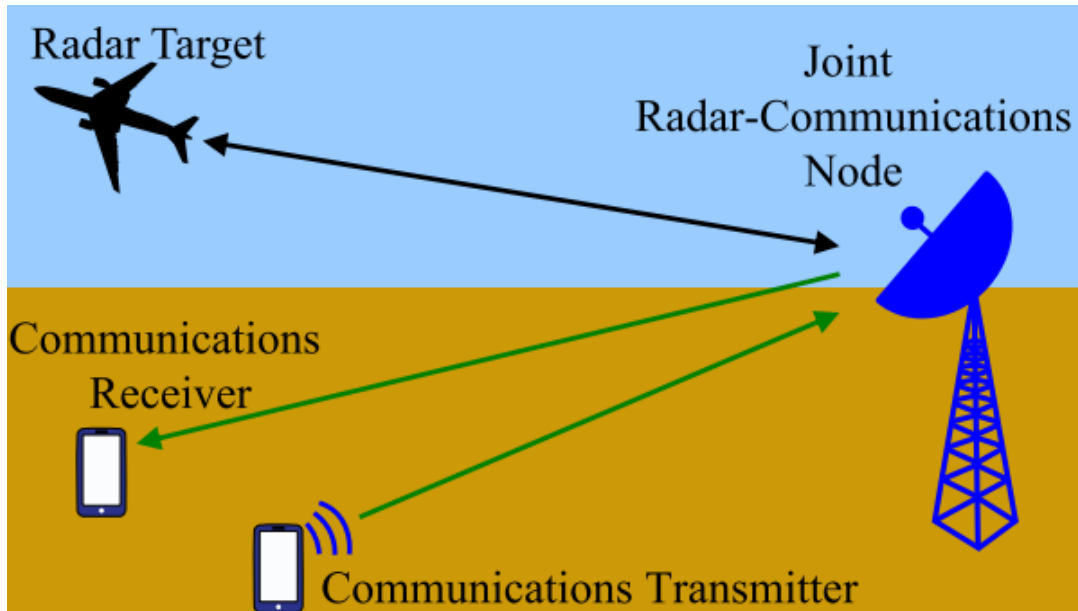 Radar Target
Joint
Radar-Communications
Node
Communications
Receiver
Communications Transmitter